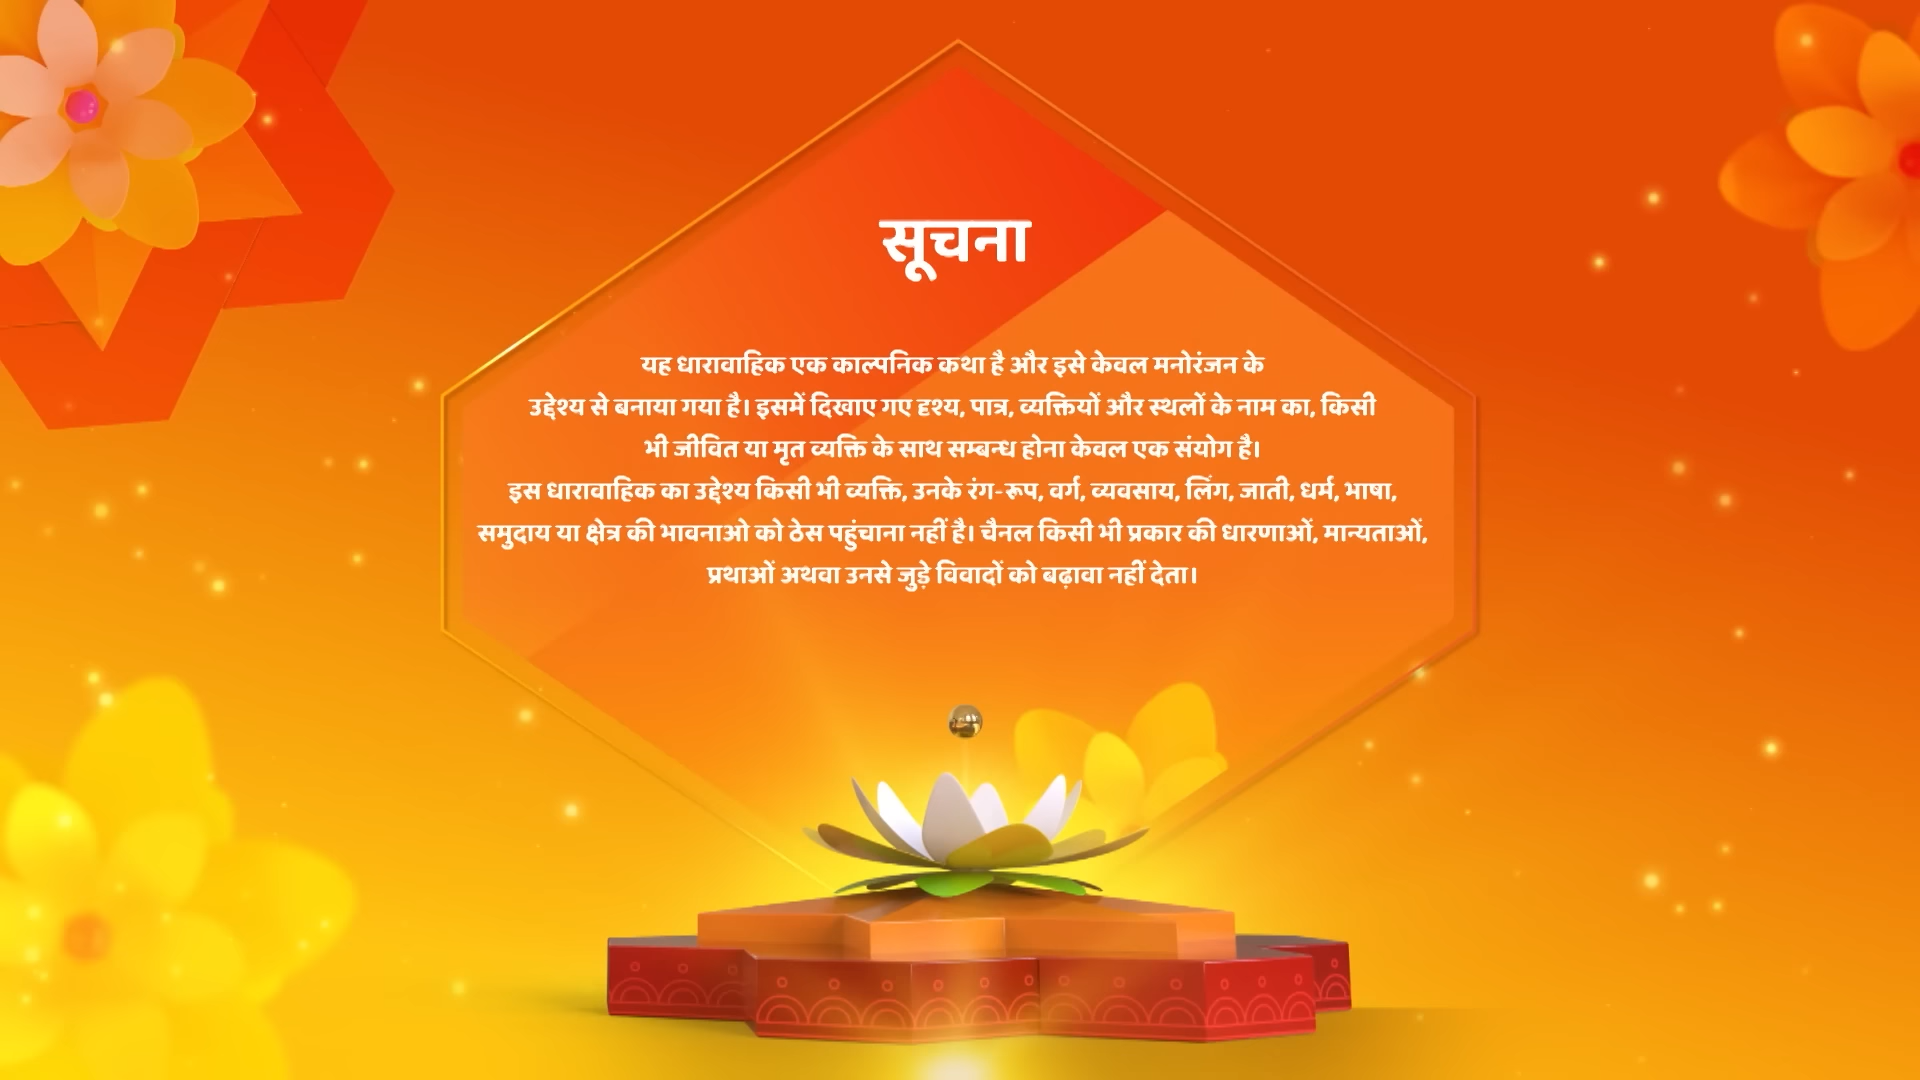 सूचना
यह धारावाहिक एक काल्पनिक कथा है और इसे केवल मनोरंजन के
उद्देश्य से बनाया गया है। इसमें दिखाए गए दृश्य, पात्र, व्यक्तियों और स्थलों के नाम का, किसी
भी जीवित या मृत व्यक्ति के साथ सम्बन्ध होना केवल एक संयोग है।
इस धारावाहिक का उद्देश्य किसी भी व्यक्ति, उनके रंग-रूप, वर्ग, व्यवसाय, लिंग, जाती, धर्म, भाषा,
समुदाय या क्षेत्र की भावनाओ को ठेस पहुंचाना नहीं है। चैनल किसी भी प्रकार की धारणाओं, मान्यताओं,
प्रथाओं अथवा उनसे जुड़े विवादों को बढ़ावा नहीं देता।